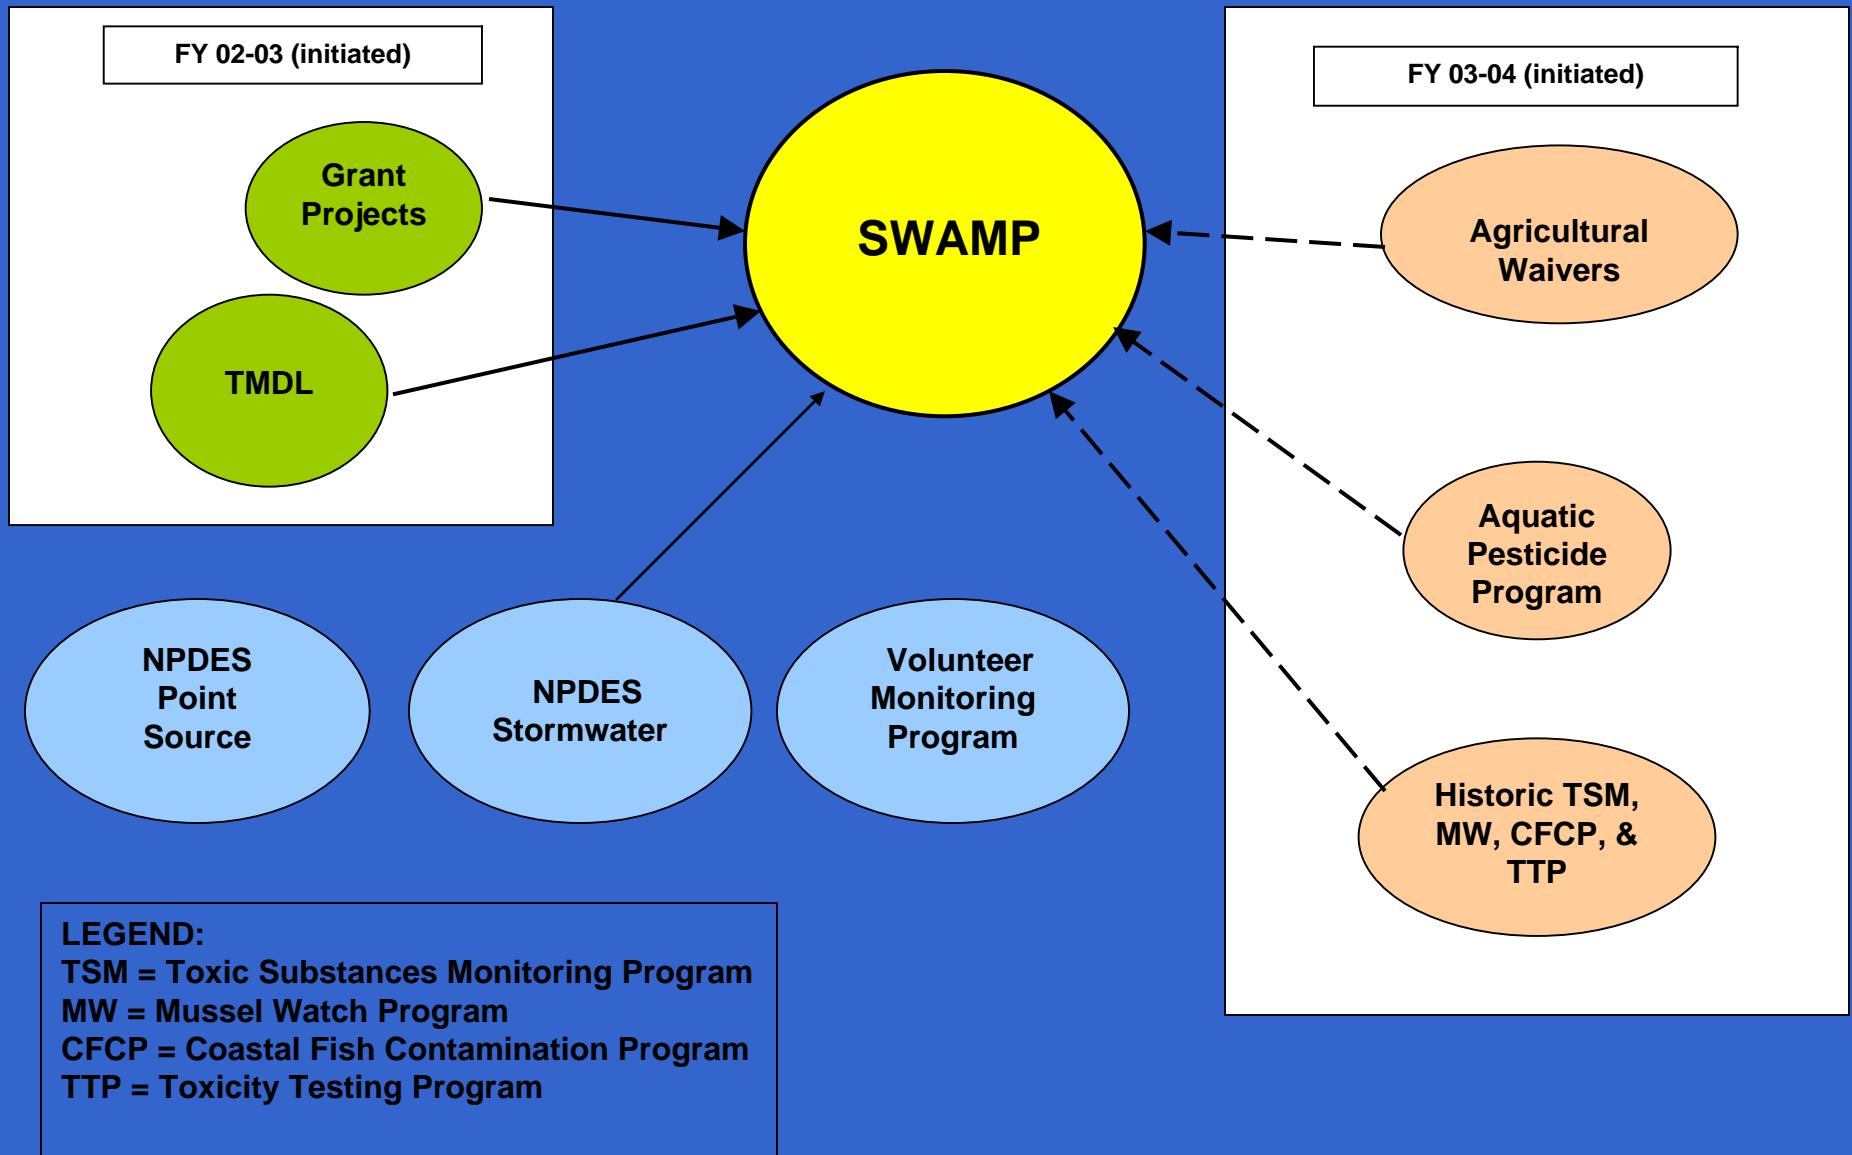 FY 02-03 (initiated)
Grant
Projects
TMDL
SWAMP
FY 03-04 (initiated)
Agricultural
Waivers
Aquatic
Pesticide
Program
Historic TSM,
MW, CFCP, &
TTP
NPDES
Point
Source
NPDES
Stormwater
Volunteer
Monitoring
Program
LEGEND:
TSM = Toxic Substances Monitoring Program
MW = Mussel Watch Program
CFCP = Coastal Fish Contamination Program
TTP = Toxicity Testing Program